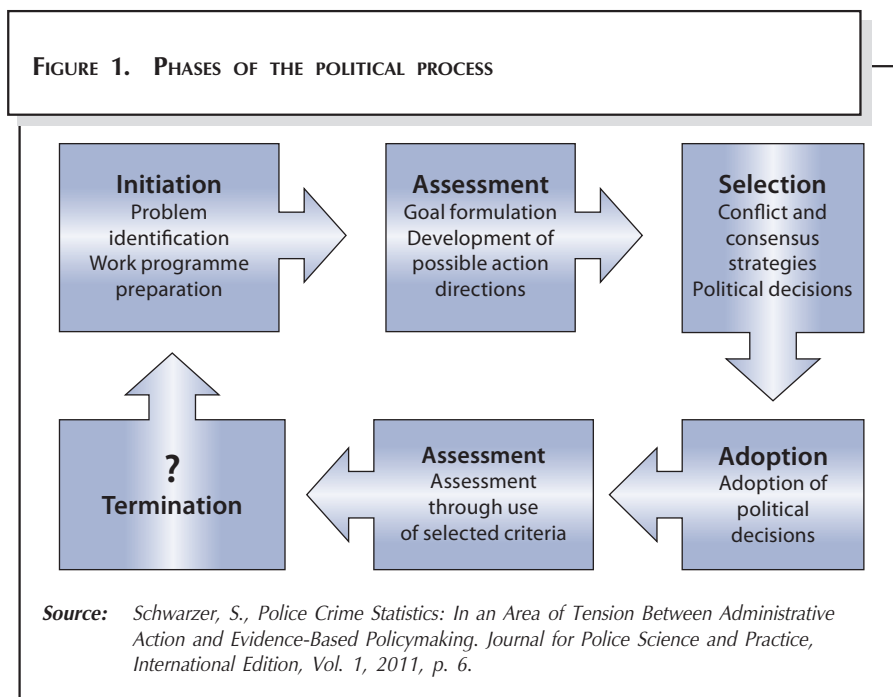 FIGURE 1. PHASES OF THE POLITICAL PROCESS
Initiation
Problem
identification
Work programme
preparation
Assessment
Goal formulation
Development of
possible action
directions
Selection
Conflict and
consensus
strategies
Political decisions
?
Termination
Assessment
Assessment
through use
of selected criteria
Adoption
Adoption of
political
decisions
Source: Schwarzer, S., Police Crime Statistics: In an Area of Tension Between Administrative
Action and Evidence-Based Policymaking. Journal for Police Science and Practice,
International Edition, Vol. 1, 2011, p. 6.